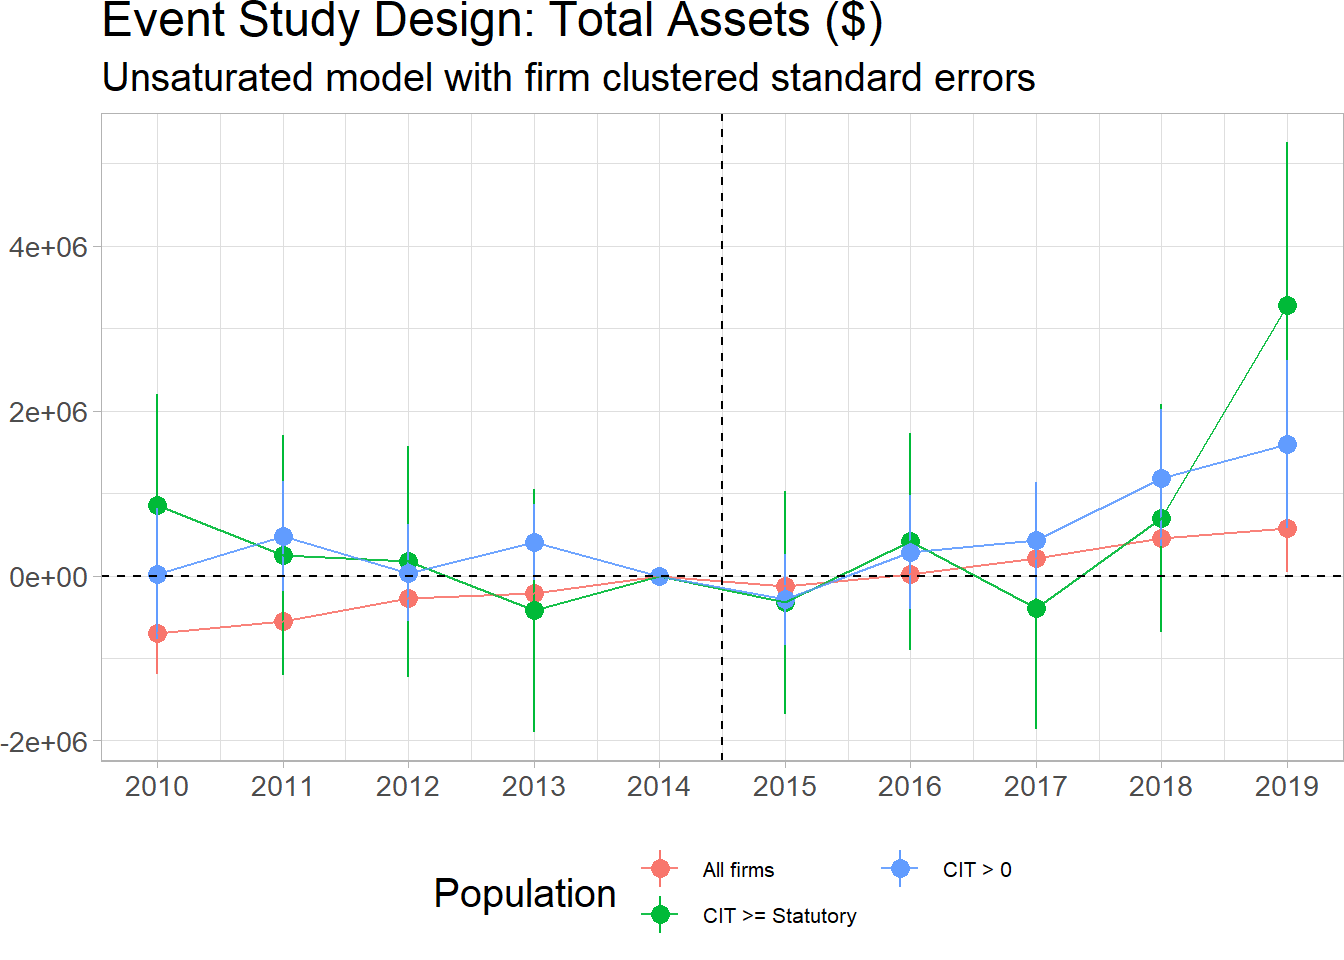 Event Study Design: Total Assets ($)
Unsaturated model with firm clustered standard errors
4e+06
2e+06
0e+00
-2e+06
2010 2011 2012 2013 2014 2015 2016 2017 2018 2019
Population
All firms
CIT >= Statutory
CIT > 0